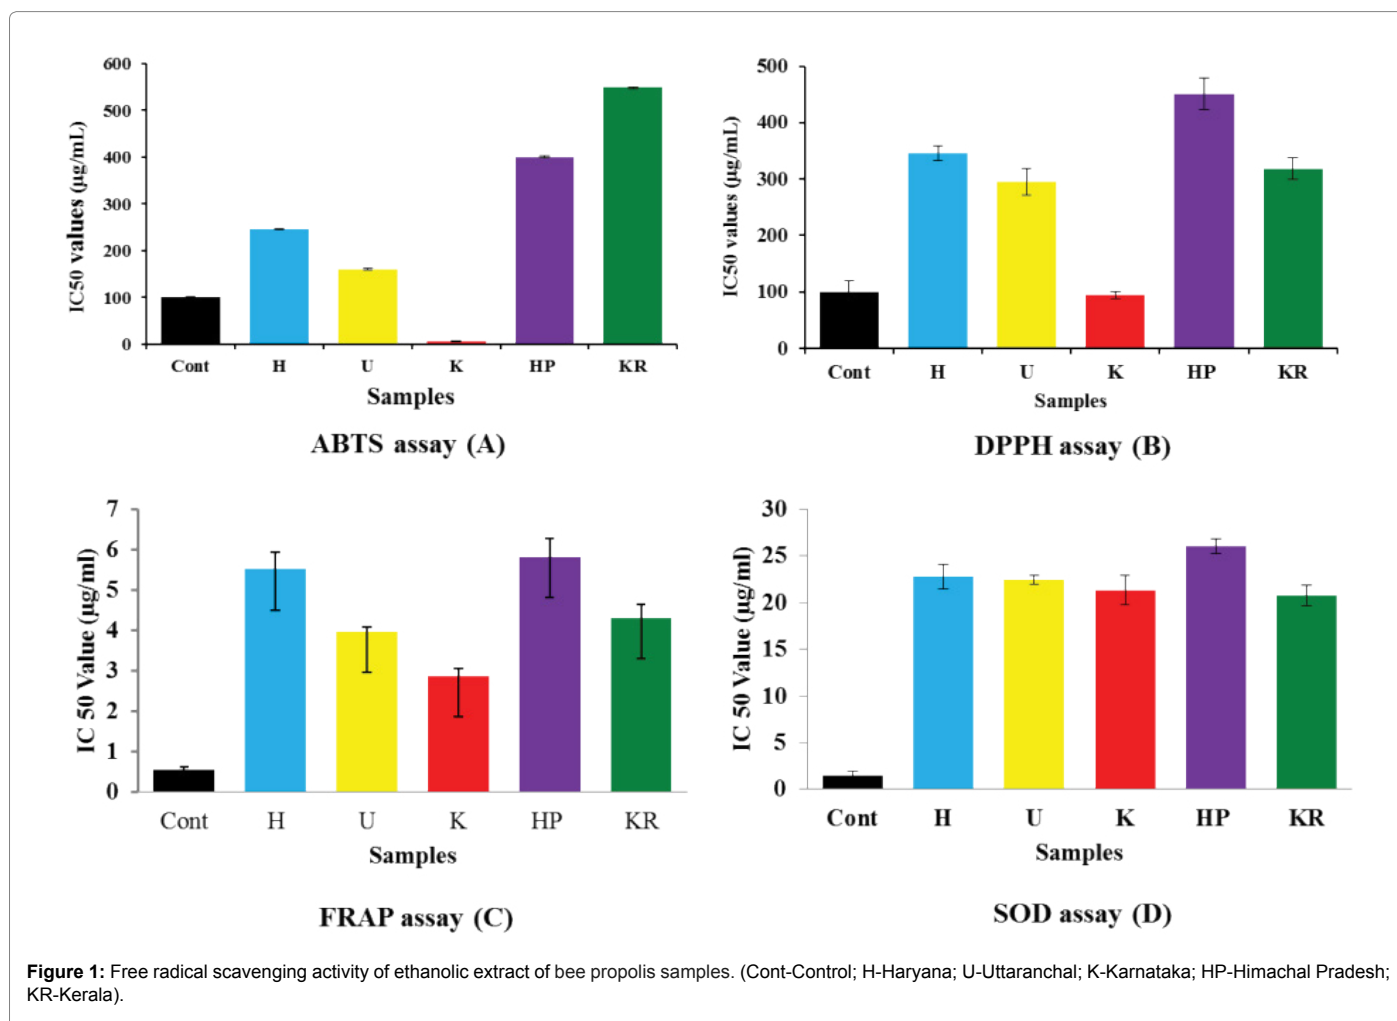 600
500
400
300
200
100
0
IC50 values (µg/mL)
Cont H U K HP KR
Samples
ABTS assay (A)
500
400
300
200
100
0
IC50 values (µg/mL)
Cont H U K HP KR
Samples
DPPH assay (B)
7
6
5
4
3
2
1
0
IC 50 Value (µg/ml)
Cont H U K HP KR
Samples
FRAP assay (C)
30
25
20
15
10
5
0
IC 50 Value (µg/ml)
Cont H U K HP KR
Samples
SOD assay (D)
Figure 1: Free radical scavenging activity of ethanolic extract of bee propolis samples. (Cont-Control; H-Haryana; U-Uttaranchal; K-Karnataka; HP-Himachal Pradesh;
KR-Kerala).